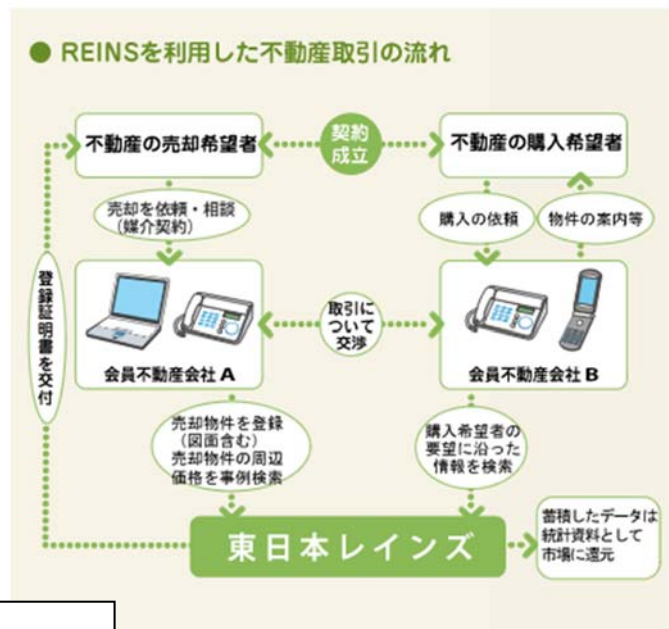 ● REINSを利用した不動産取引の流れ
不動産の売却希望者
契約
成立
不動産の購入希望者
売却を依頼・相談
(媒介契約)
購入の依頼
物件の案内等
登録証明書を交付
会員不動産会社 A
取引に
ついて
交渉
会員不動産会社 B
売却物件を登録
(図面含む)
売却物件の周辺
価格を事例検索
購入希望者の
要望に沿った
情報を検索
東日本レインズ
蓄積したデータは
統計資料として
市場に還元